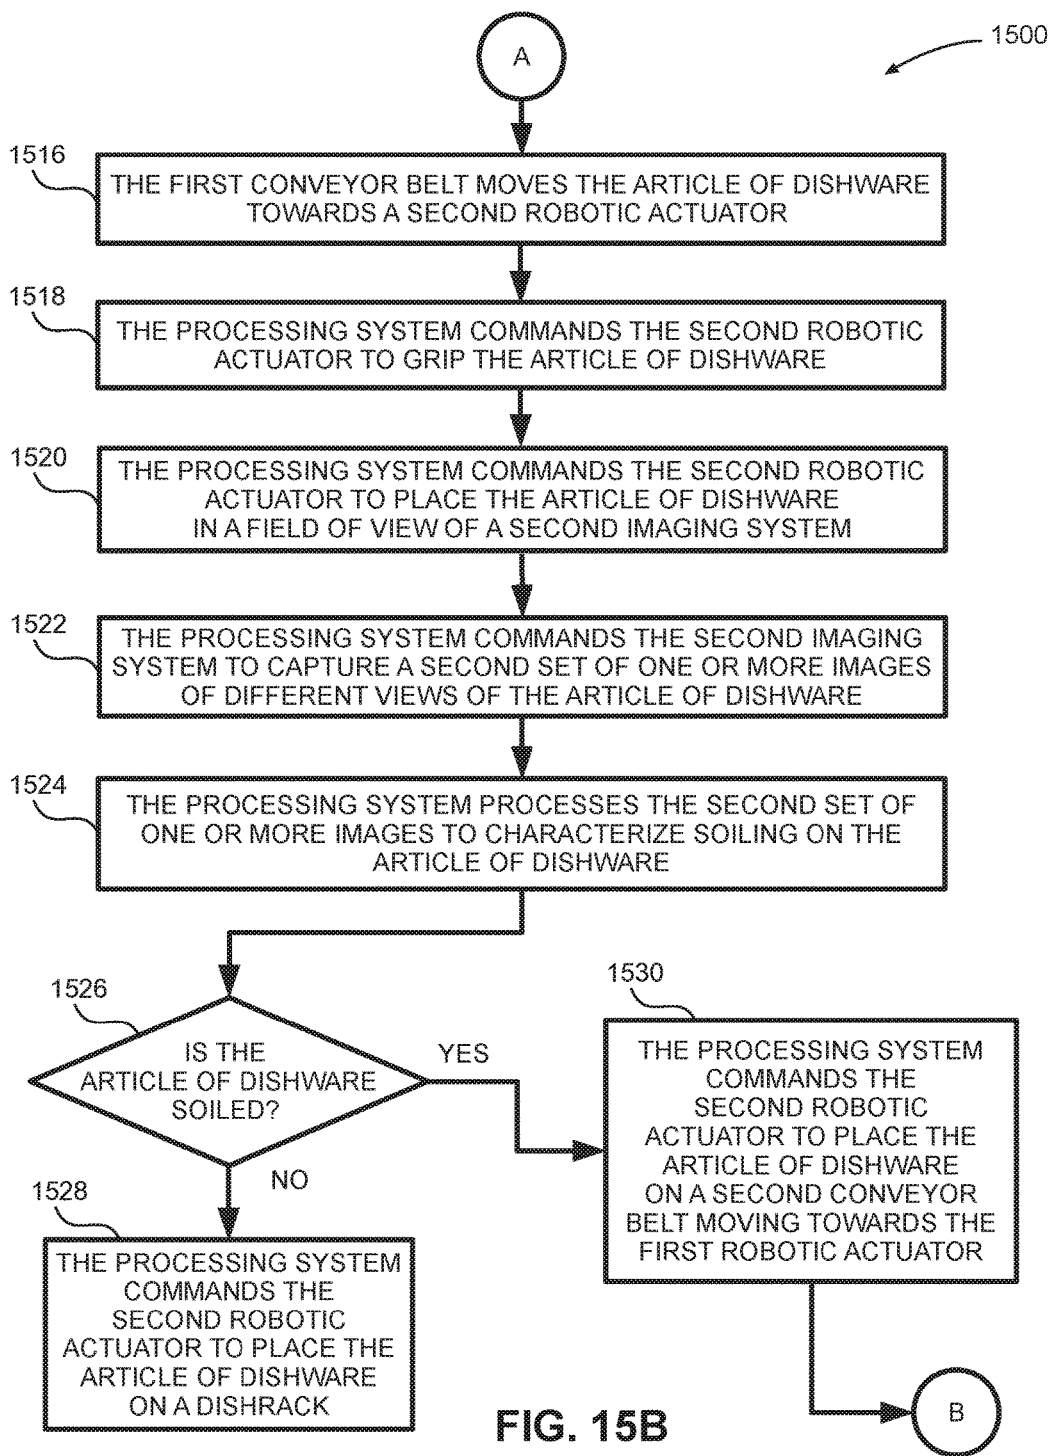 A
1500
1516
THE FIRST CONVEYOR BELT MOVES THE ARTICLE OF DISHWARE
TOWARDS A SECOND ROBOTIC ACTUATOR
1518
THE PROCESSING SYSTEM COMMANDS THE SECOND ROBOTIC
ACTUATOR TO GRIP THE ARTICLE OF DISHWARE
1520
THE PROCESSING SYSTEM COMMANDS THE SECOND ROBOTIC
ACTUATOR TO PLACE THE ARTICLE OF DISHWARE
IN A FIELD OF VIEW OF A SECOND IMAGING SYSTEM
1522
THE PROCESSING SYSTEM COMMANDS THE SECOND IMAGING
SYSTEM TO CAPTURE A SECOND SET OF ONE OR MORE IMAGES
OF DIFFERENT VIEWS OF THE ARTICLE OF DISHWARE
1524
THE PROCESSING SYSTEM PROCESSES THE SECOND SET OF
ONE OR MORE IMAGES TO CHARACTERIZE SOILING ON THE
ARTICLE OF DISHWARE
1526
IS THE
ARTICLE OF DISHWARE
SOILED?
YES
NO
1528
THE PROCESSING SYSTEM
COMMANDS THE
SECOND ROBOTIC
ACTUATOR TO PLACE THE
ARTICLE OF DISHWARE
ON A DISHRACK
1530
THE PROCESSING SYSTEM
COMMANDS THE
SECOND ROBOTIC
ACTUATOR TO PLACE THE
ARTICLE OF DISHWARE
ON A SECOND CONVEYOR
BELT MOVING TOWARDS THE
FIRST ROBOTIC ACTUATOR
B
FIG. 15B